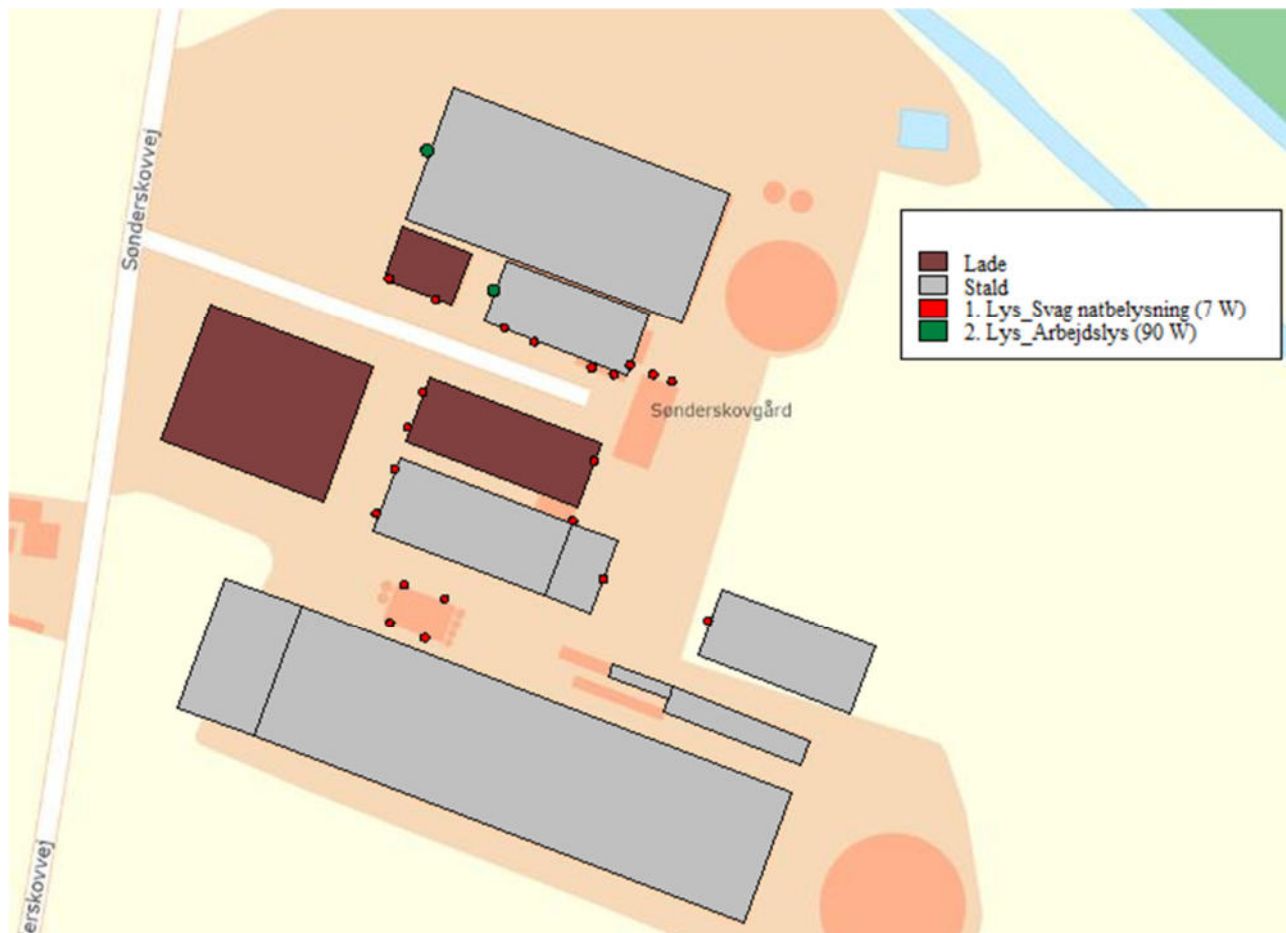 Sønderskovvej
Lade
Stald
1. Lys_Svag natbelysning (7 W)
2. Lys_Arbejdslys (90 W)
Sønderskovgård
erskovvej